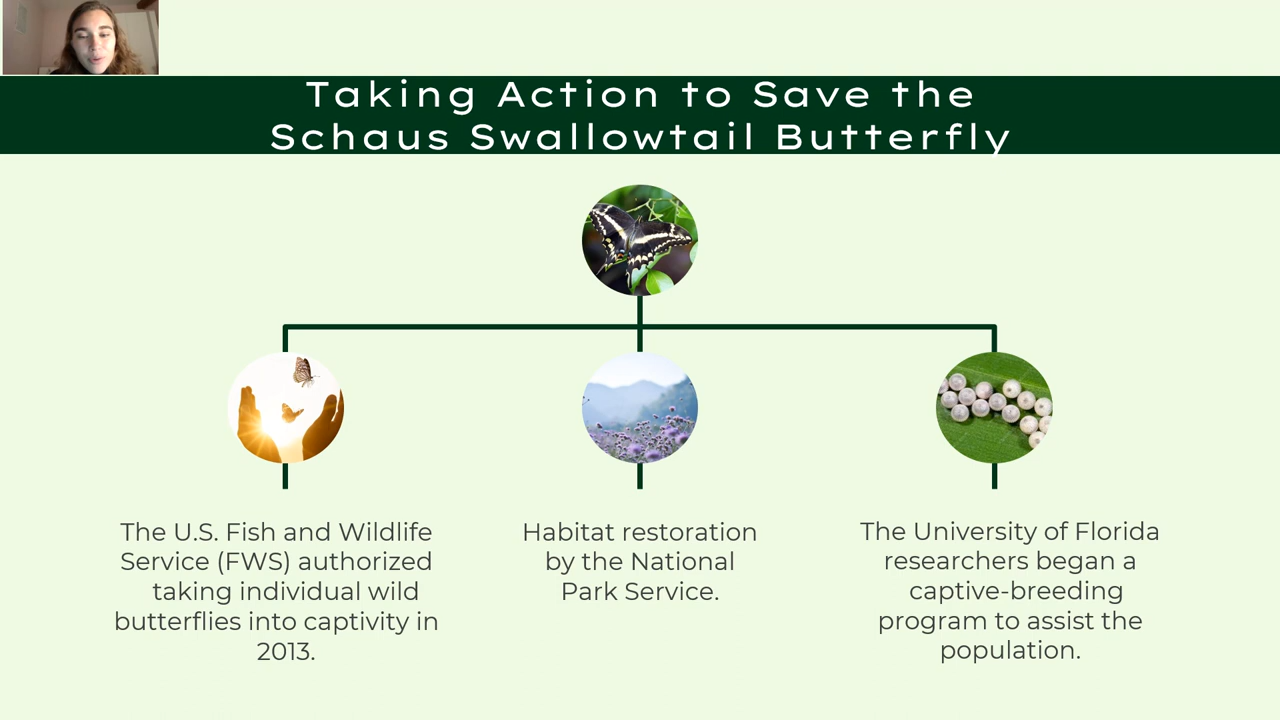 Taking Action to Save the
Schaus Swallowtail Butterfly
The U.S. Fish and Wildlife
Service (FWS) authorized
taking individual wild
butterflies into captivity in
2013.
Habitat restoration
by the National
Park Service.
The University of Florida
researchers began a
captive-breeding
program to assist the
population.